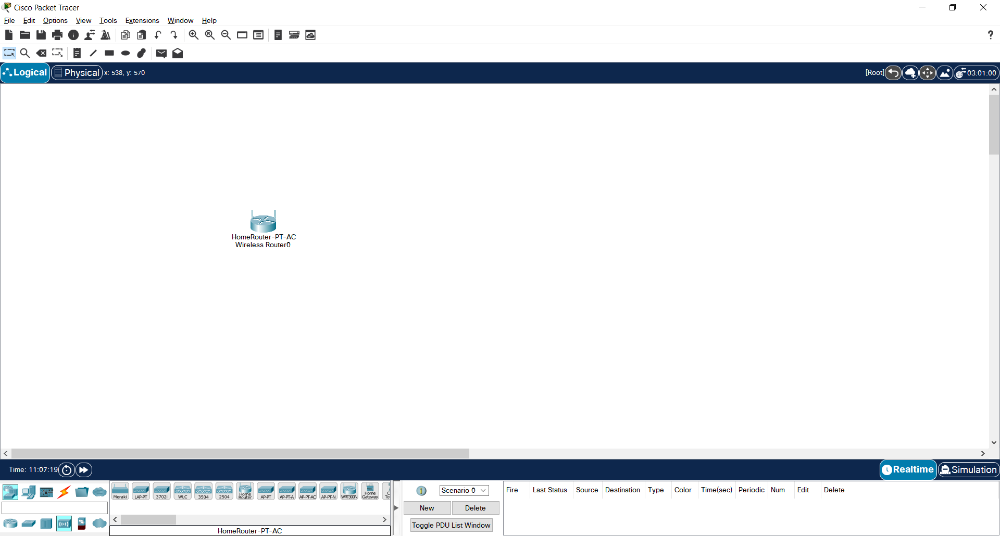 Cisco Packet Tracer
File Edit Options View Tools Extensions Window Help
Logical Physical x: 538, y: 570 [Root] 03:01:00
HomeRouter-PT-AC
Wireless Router0
Time: 11:07:19 Realtime Simulation
Meraki LAP-PT 3702i WLC 3504 2504 Home Router AP-PT AP-PT-A AP-PT-AC AP-PT-N WRT300N Home Gateway
HomeRouter-PT-AC
Scenario 0
New Delete
Toggle PDU List Window
Fire Last Status Source Destination Type Color Time(sec) Periodic Num Edit Delete